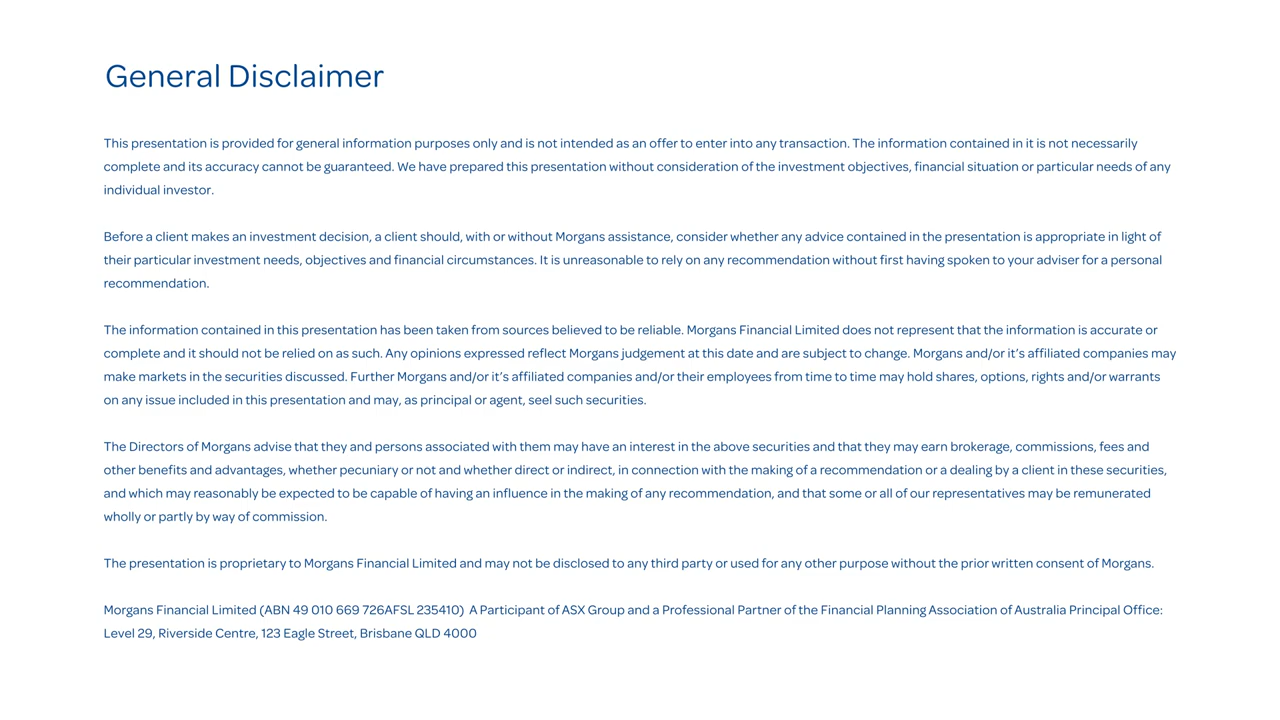 General Disclaimer
This presentation is provided for general information purposes only and is not intended as an offer to enter into any transaction. The information contained in it is not necessarily
complete and its accuracy cannot be guaranteed. We have prepared this presentation without consideration of the investment objectives, financial situation or particular needs of any
individual investor.
Before a client makes an investment decision, a client should, with or without Morgans assistance, consider whether any advice contained in the presentation is appropriate in light of
their particular investment needs, objectives and financial circumstances. It is unreasonable to rely on any recommendation without first having spoken to your adviser for a personal
recommendation.
The information contained in this presentation has been taken from sources believed to be reliable. Morgans Financial Limited does not represent that the information is accurate or
complete and it should not be relied on as such. Any opinions expressed reflect Morgans judgement at this date and are subject to change. Morgans and/or it’s affiliated companies may
make markets in the securities discussed. Further Morgans and/or it’s affiliated companies and/or their employees from time to time may hold shares, options, rights and/or warrants
on any issue included in this presentation and may, as principal or agent, seel such securities.
The Directors of Morgans advise that they and persons associated with them may have an interest in the above securities and that they may earn brokerage, commissions, fees and
other benefits and advantages, whether pecuniary or not and whether direct or indirect, in connection with the making of a recommendation or a dealing by a client in these securities,
and which may reasonably be expected to be capable of having an influence in the making of any recommendation, and that some or all of our representatives may be remunerated
wholly or partly by way of commission.
The presentation is proprietary to Morgans Financial Limited and may not be disclosed to any third party or used for any other purpose without the prior written consent of Morgans.
Morgans Financial Limited (ABN 49 010 669 726AFSL 235410)  A Participant of ASX Group and a Professional Partner of the Financial Planning Association of Australia Principal Office:
Level 29, Riverside Centre, 123 Eagle Street, Brisbane QLD 4000